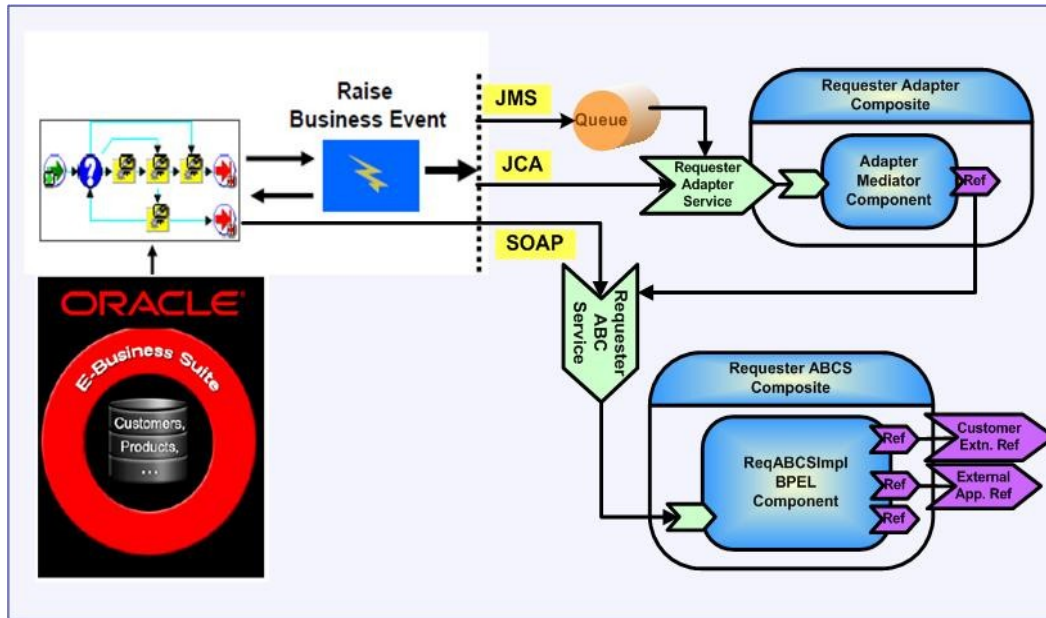 Raise
Business Event
JMS
Queue
JCA
SOAP
Requester
Adapter
Service
Requester Adapter
Composite
Adapter
Mediator
Component
Ref
Requester
ABC
Service
ORACLE®
E-Business Suite
Customers,
Products,
...
Requester ABCS
Composite
ReqABCSImpl
BPEL
Component
Ref
Ref
Ref
Customer
Extn. Ref
External
App. Ref